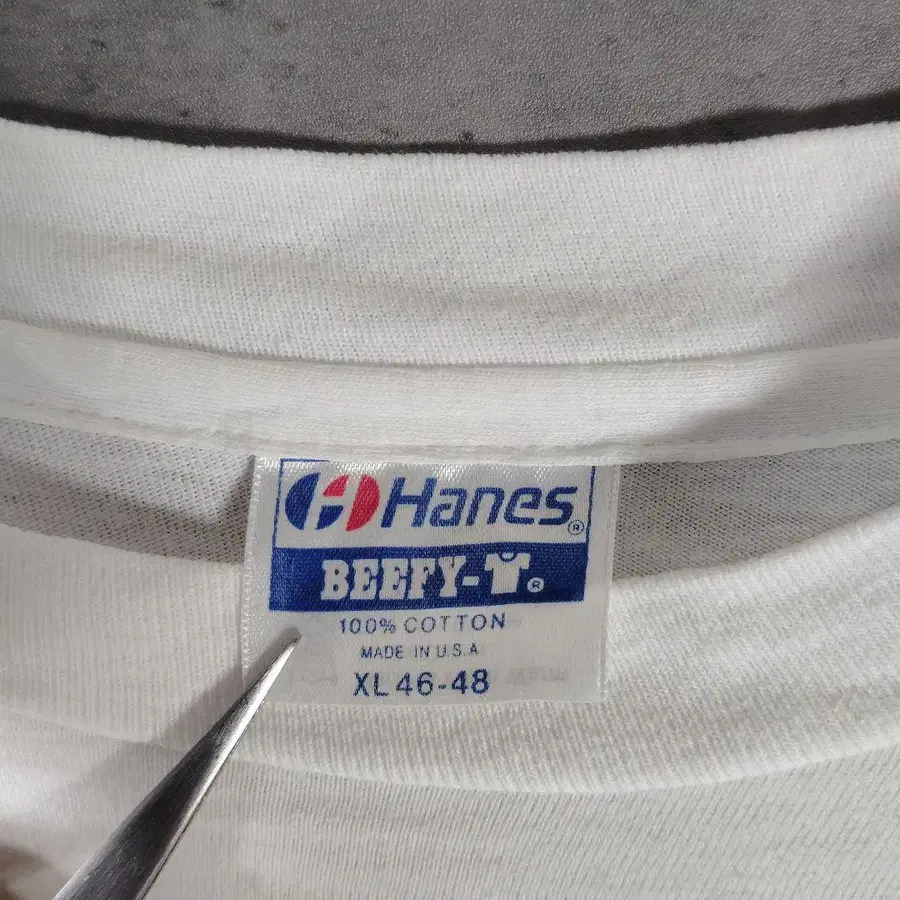 Hanes®
BEEFY-T®
100% COTTON
MADE IN U.S.A
XL 46-48